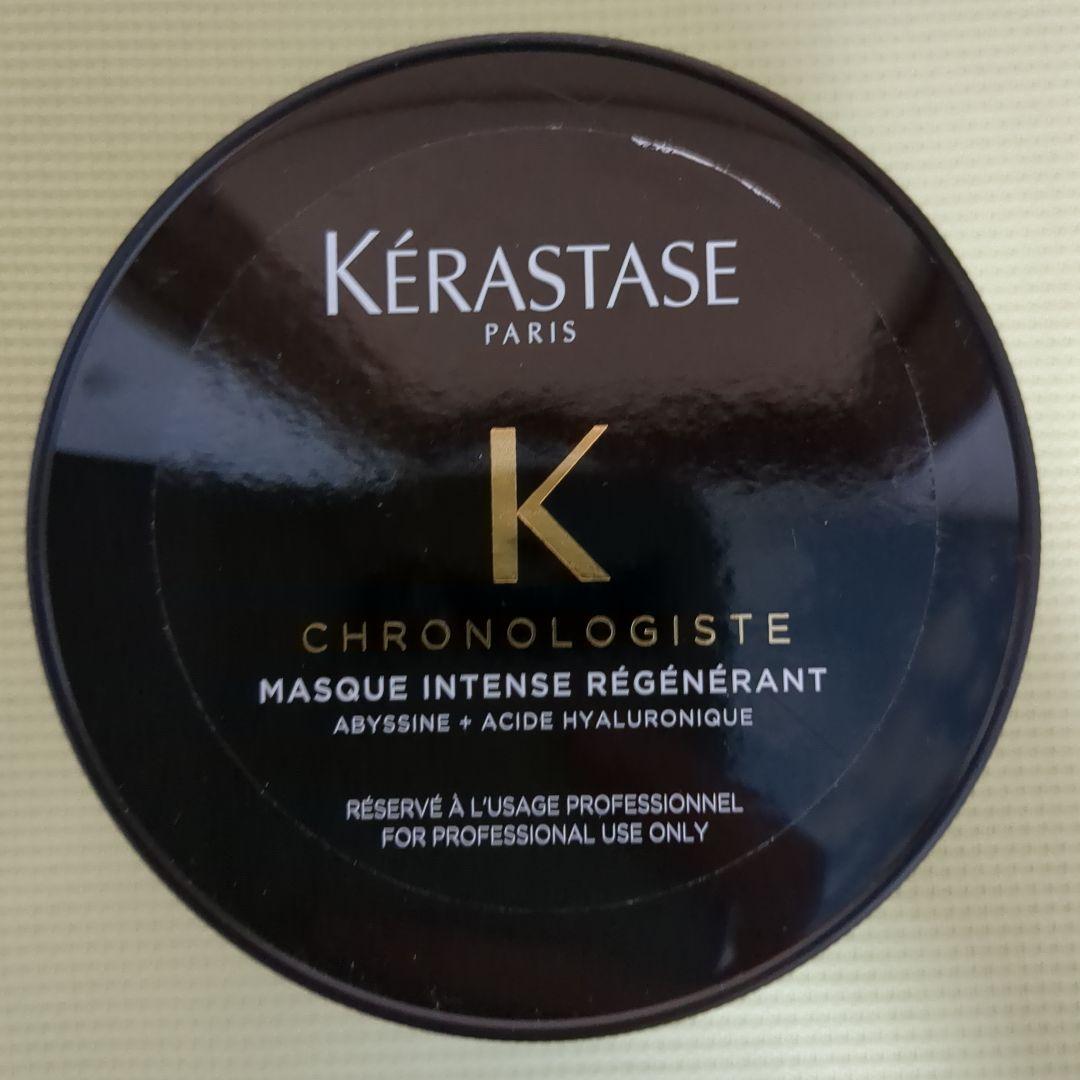 KÉRASTASE
PARIS
K
CHRONOLOGISTE
MASQUE INTENSE RÉGÉNÉRANT
ABYSSINE + ACIDE HYALURONIQUE
RÉSERVÉ À L'USAGE PROFESSIONNEL
FOR PROFESSIONAL USE ONLY